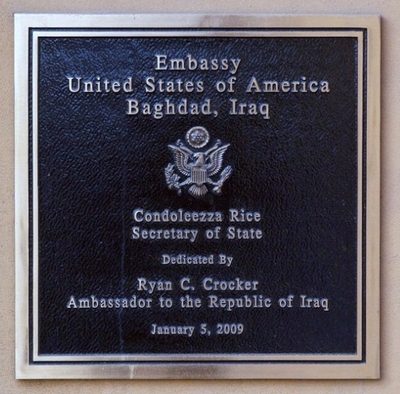 Embassy
United States of America
Baghdad, Iraq
Condoleezza Rice
Secretary of State
Dedicated By
Ryan C. Crocker
Ambassador to the Republic of Iraq
January 5, 2009